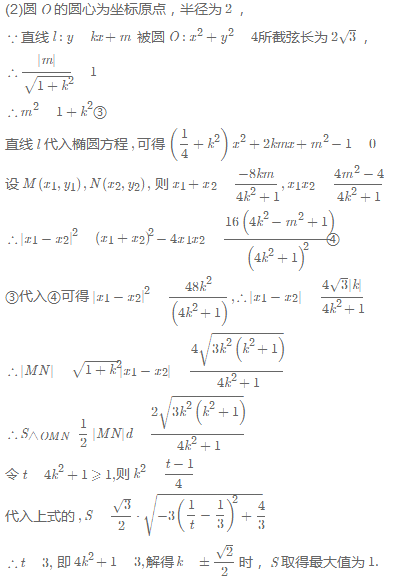 (2)圆 O 的圆心为坐标原点，半径为 2 ，
∵直线 l : y kx + m 被圆 O : x² + y² 4所截弦长为 2√3 ，
∴ |m| / √(1 + k²) 1
∴ m² 1 + k²③
直线 l 代入椭圆方程 , 可得 (1/4 + k²) x² + 2kmx + m² − 1 0
设 M (x₁, y₁) , N (x₂, y₂) , 则 x₁ + x₂ −8km / (4k² + 1) , x₁x₂ (4m² − 4) / (4k² + 1)
∴ |x₁ − x₂|² (x₁ + x₂)² − 4x₁x₂ 16 (4k² − m² + 1) / (4k² + 1)² ④
③代入④可得 |x₁ − x₂|² 48k² / (4k² + 1) , ∴ |x₁ − x₂| 4√3 |k| / (4k² + 1)
∴ |MN| √(1 + k²) |x₁ − x₂| 4√(3k² (k² + 1)) / (4k² + 1)
∴ S△OMN 1/2 |MN| d 2√(3k² (k² + 1)) / (4k² + 1)
令 t 4k² + 1 ⩾ 1,则 k² (t − 1) / 4
代入上式的 , S √3/2 · √(−3 (1/t − 1/3)² + 4/3)
∴ t 3, 即 4k² + 1 3,解得 k ± √2/2 时， S 取得最大值为 1.